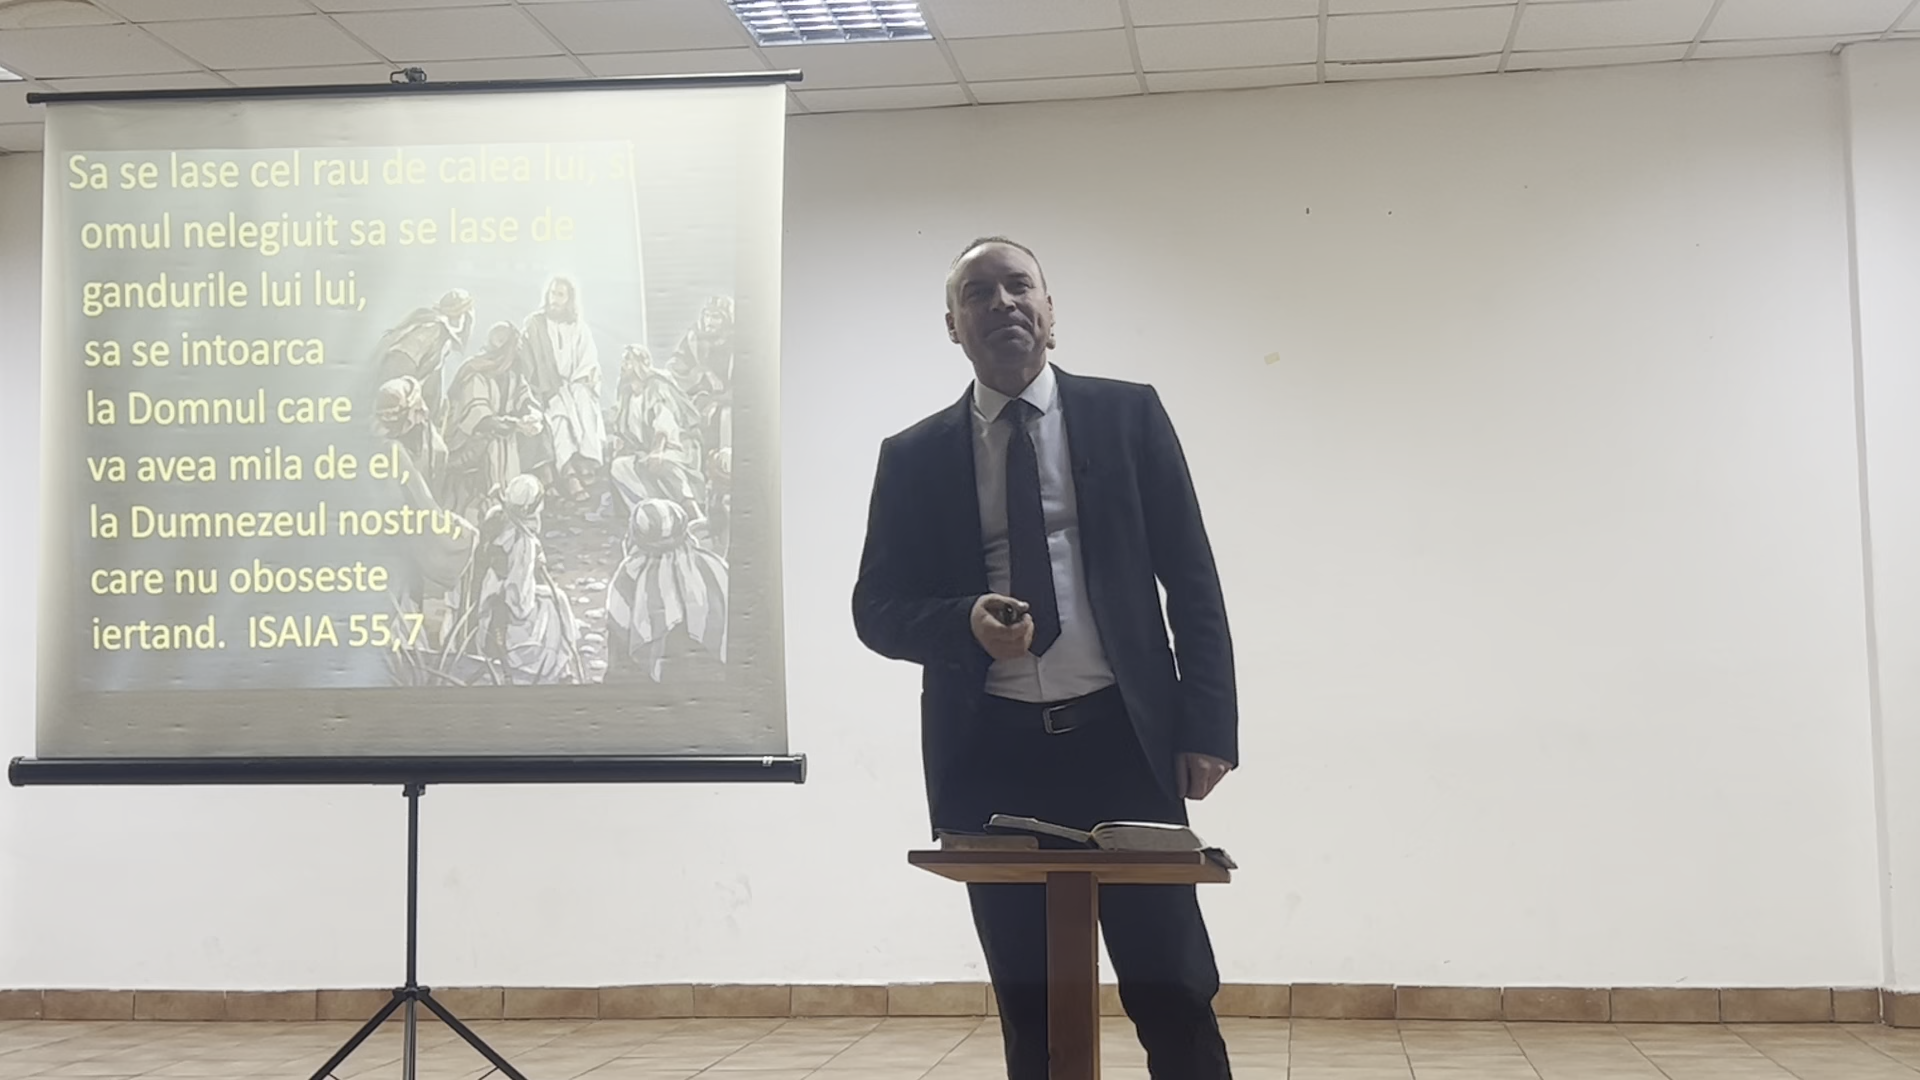 Sa se lase cel rau de calea lui, si
omul nelegiuit sa se lase de
gandurile lui lui,
sa se intoarca
la Domnul care
va avea mila de el,
la Dumnezeul nostru,
care nu oboseste
iertand. ISAIA 55,7